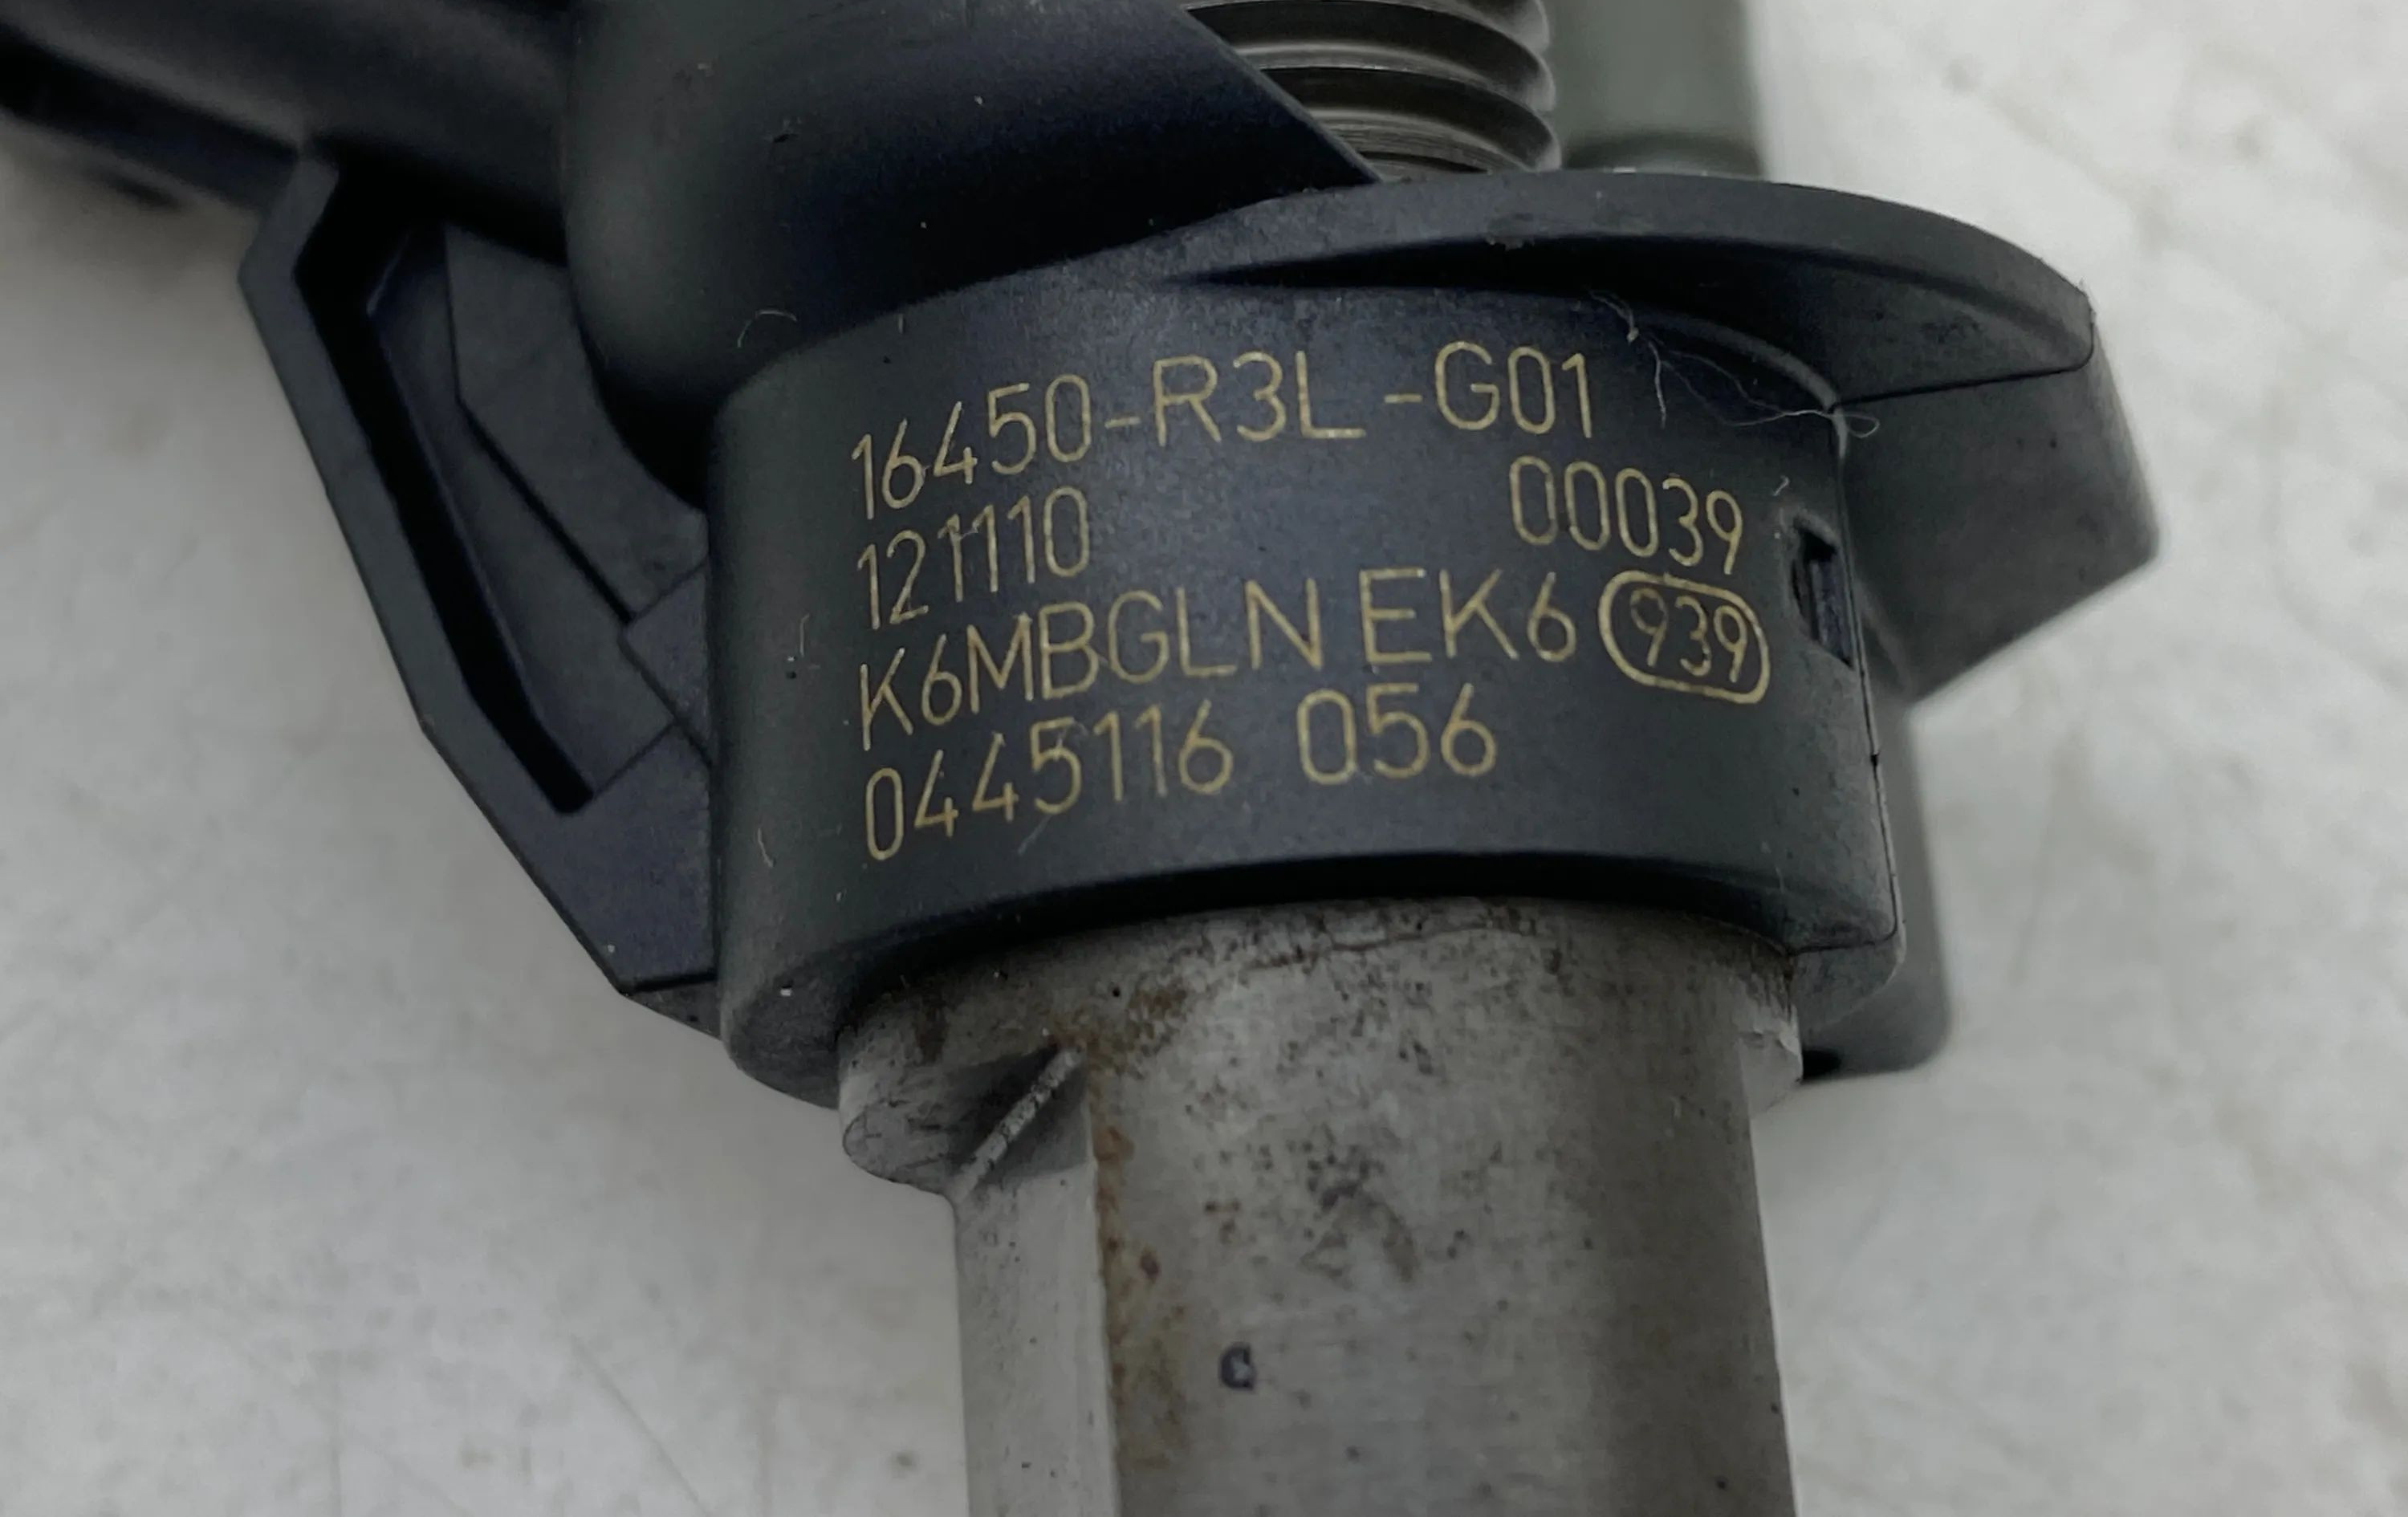 16450-R3L-G01
121110 00039
K6MBGLN EK6 939
0445116 056
C